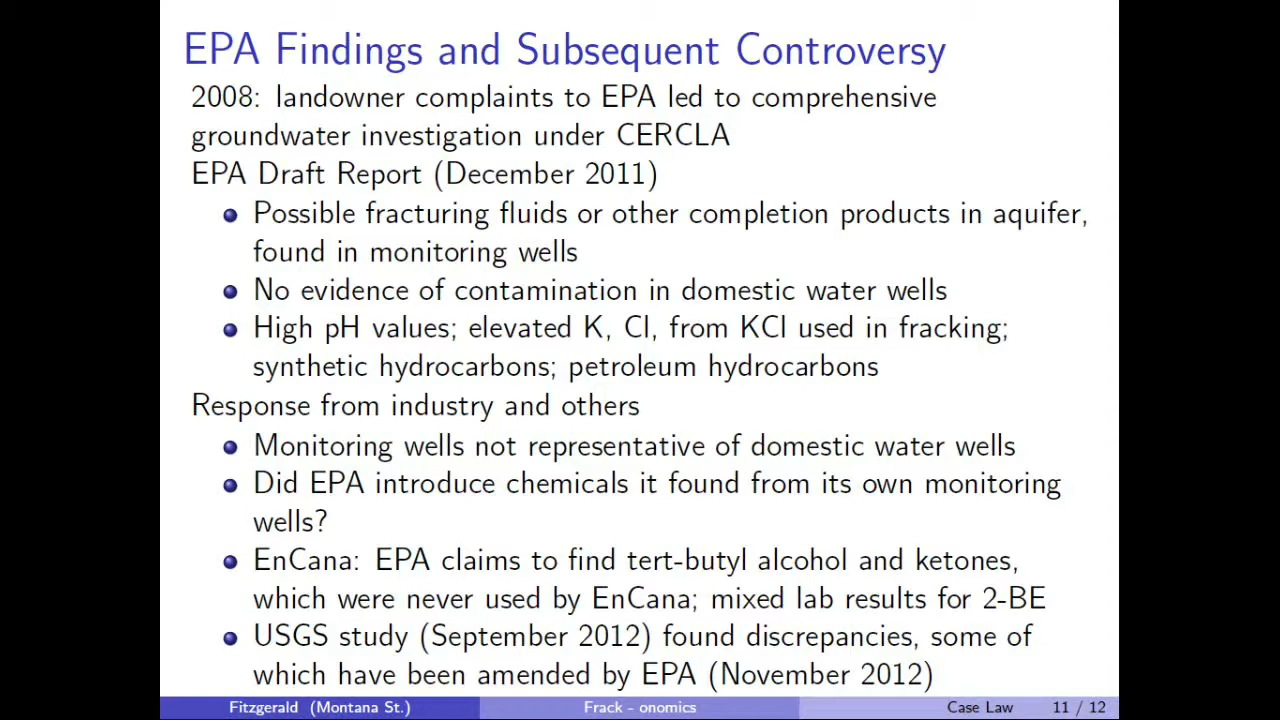 EPA Findings and Subsequent Controversy
2008: landowner complaints to EPA led to comprehensive
groundwater investigation under CERCLA
EPA Draft Report (December 2011)
Possible fracturing fluids or other completion products in aquifer,
found in monitoring wells
No evidence of contamination in domestic water wells
High pH values; elevated K, Cl, from KCl used in fracking;
synthetic hydrocarbons; petroleum hydrocarbons
Response from industry and others
Monitoring wells not representative of domestic water wells
Did EPA introduce chemicals it found from its own monitoring
wells?
EnCana: EPA claims to find tert-butyl alcohol and ketones,
which were never used by EnCana; mixed lab results for 2-BE
USGS study (September 2012) found discrepancies, some of
which have been amended by EPA (November 2012)
Fitzgerald (Montana St.) Frack - onomics Case Law 11 / 12